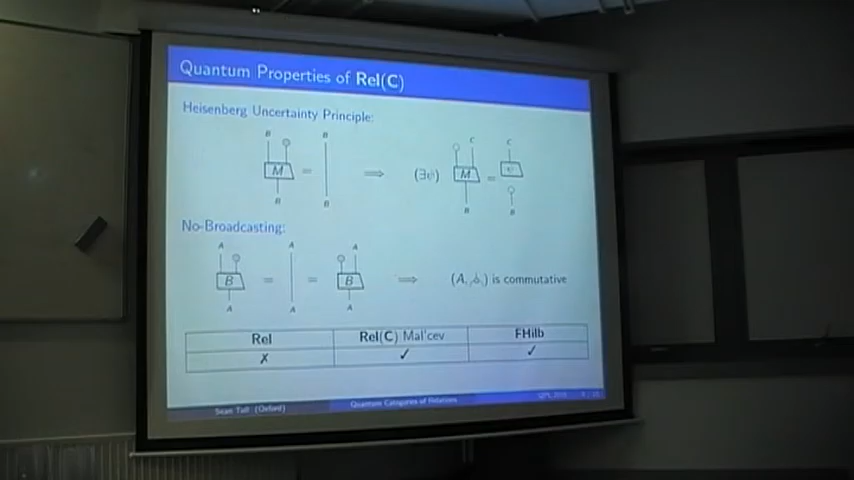 Quantum Properties of Rel(C)
Heisenberg Uncertainty Principle:
B B C C
M = ⟹ (∃ψ) M = ψ
B B B B
No-Broadcasting:
A A A
B = = B ⟹ (A, ) is commutative
A A A
Rel Rel(C) Mal'cev FHilb
✗ ✓ ✓
Sean Tull (Oxford) Quantum Categories of Relations